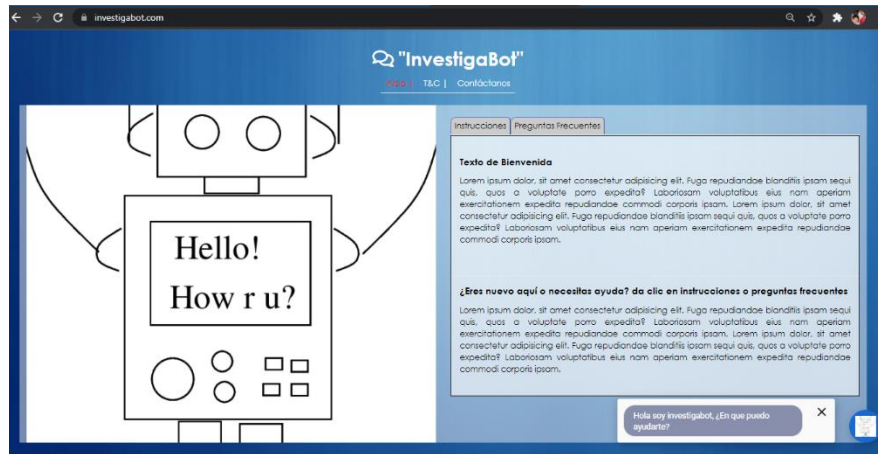 investigabot.com
"InvestigaBot"
Inicio | T&C | Contáctanos
Hello!
How r u?
Instrucciones Preguntas Frecuentes
Texto de Bienvenida
Lorem ipsum dolor, sit amet consectetur adipisicing elit. Fuga repudiandae blanditiis ipsam sequi
quis, quos a voluptate porro expedita? Laboriosam voluptatibus eius nam aperiam
exercitationem expedita repudiandae commodi corporis ipsam. Lorem ipsum dolor, sit amet
consectetur adipisicing elit. Fuga repudiandae blanditiis ipsam sequi quis, quos a voluptate porro
expedita? Laboriosam voluptatibus eius nam aperiam exercitationem expedita repudiandae
commodi corporis ipsam.
¿Eres nuevo aquí o necesitas ayuda? da clic en instrucciones o preguntas frecuentes
Lorem ipsum dolor, sit amet consectetur adipisicing elit. Fuga repudiandae blanditiis ipsam sequi
quis, quos a voluptate porro expedita? Laboriosam voluptatibus eius nam aperiam
exercitationem expedita repudiandae commodi corporis ipsam. Lorem ipsum dolor, sit amet
consectetur adipisicing elit. Fuga repudiandae blanditiis ipsam sequi quis, quos a voluptate porro
expedita? Laboriosam voluptatibus eius nam aperiam exercitationem expedita repudiandae
commodi corporis ipsam.
Hola soy investigabot, ¿En que puedo
ayudarte?